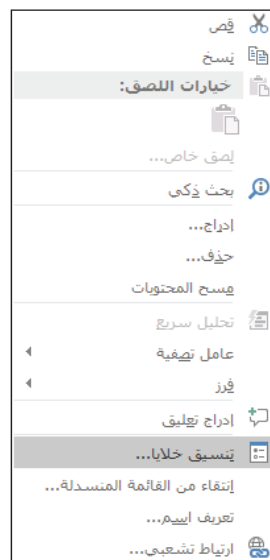 قص
نسخ
خيارات اللصق:
لصق خاص...
بحث ذكي
إدراج...
حذف...
مسح المحتويات
تحليل سريع
عامل تصفية
فرز
إدراج تعليق
تنسيق خلايا...
إنتقاء من القائمة المنسدلة...
تعريف اسم...
ارتباط تشعبي...